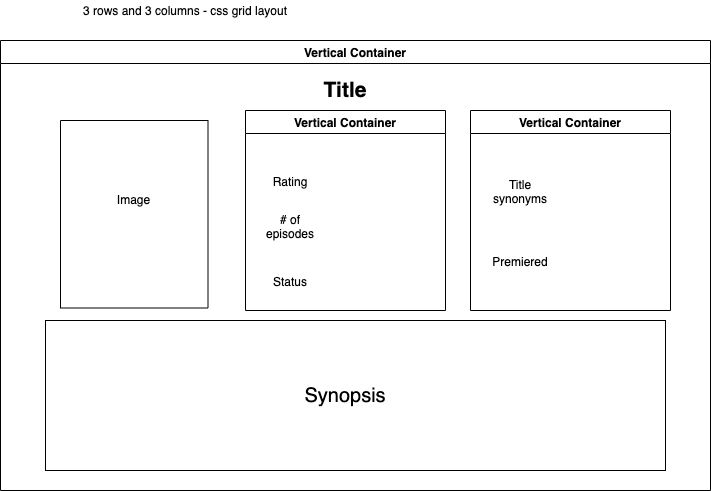 3 rows and 3 columns - css grid layout
Vertical Container
Title
Vertical Container
Vertical Container
Image
Rating
# of
episodes
Status
Title
synonyms
Premiered
Synopsis